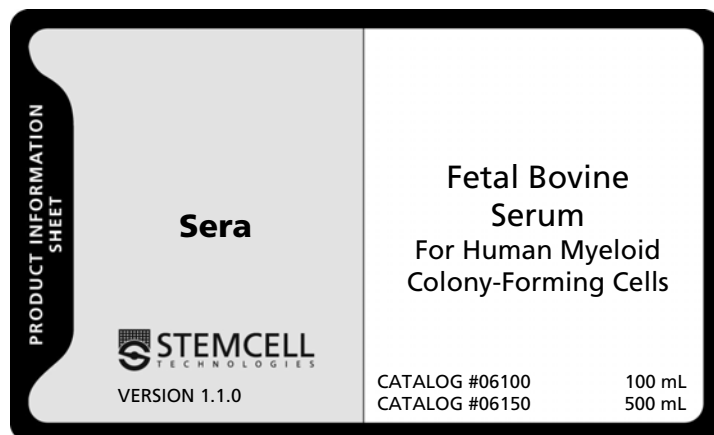 PRODUCT INFORMATION
SHEET
Sera
STEMCELL
TECHNOLOGIES
VERSION 1.1.0
Fetal Bovine
Serum
For Human Myeloid
Colony-Forming Cells
CATALOG #06100 100 mL
CATALOG #06150 500 mL